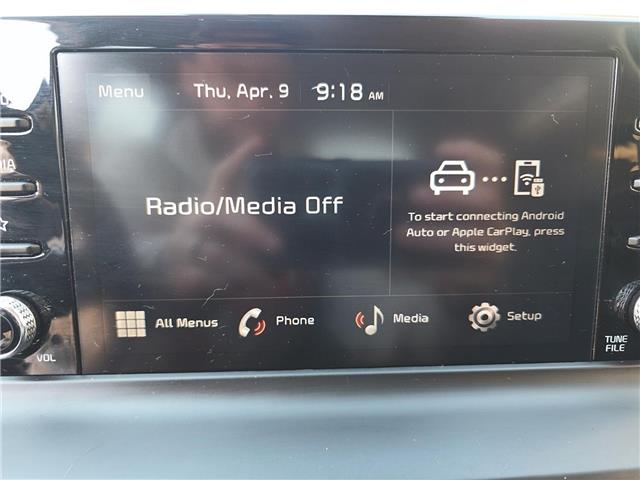 Menu Thu, Apr. 9 9:18 AM
Radio/Media Off
To start connecting Android
Auto or Apple CarPlay, press
this widget.
All Menus Phone Media Setup
VOL
TUNE
FILE